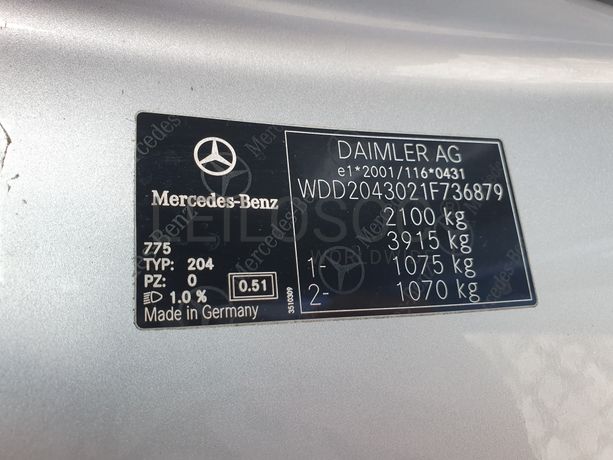 Mercedes-Benz
775
TYP: 204
PZ: 0
1.0 % 0.51
Made in Germany
3510309
DAIMLER AG
e1*2001/116*0431
WDD2043021F736879
2100 kg
3915 kg
1- 1075 kg
2- 1070 kg